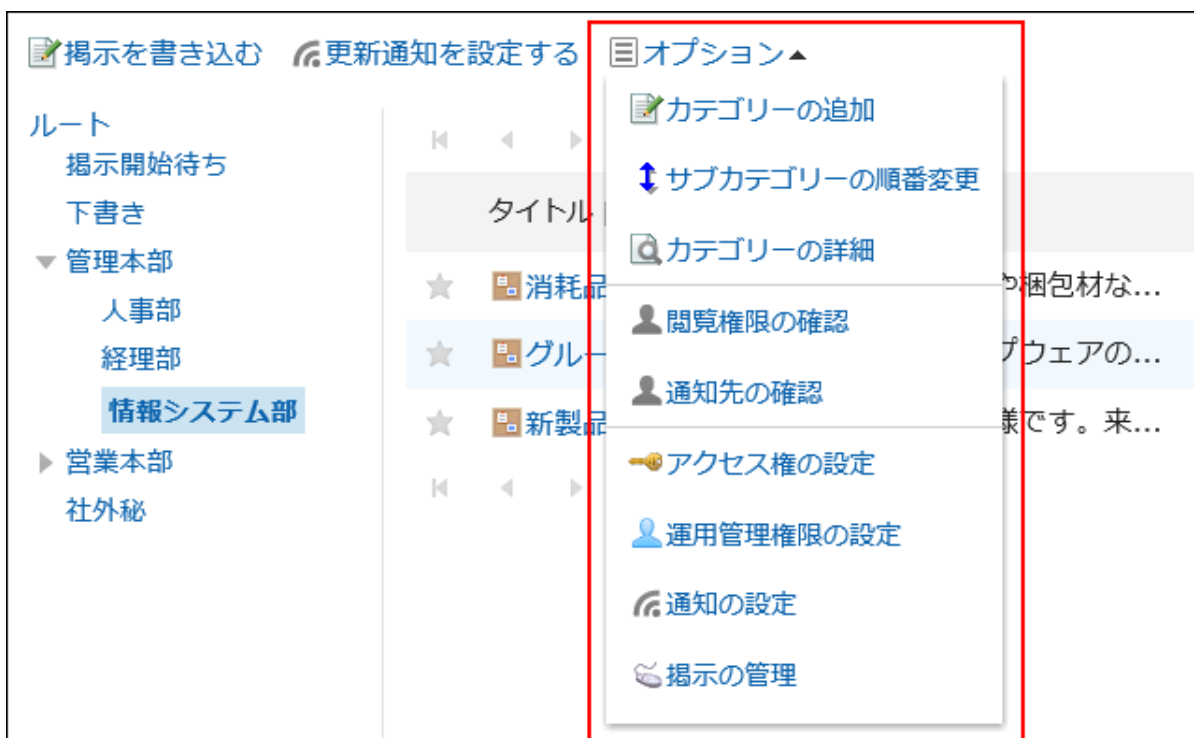 掲示を書き込む 更新通知を設定する オプション▲
ルート
掲示開始待ち
下書き
管理本部
人事部
経理部
情報システム部
営業本部
社外秘
カテゴリーの追加
サブカテゴリーの順番変更
カテゴリーの詳細
閲覧権限の確認
通知先の確認
アクセス権の設定
運用管理権限の設定
通知の設定
掲示の管理
タイトル
消耗品 や梱包材な...
グルー プウェアの...
新製品 様です。来...